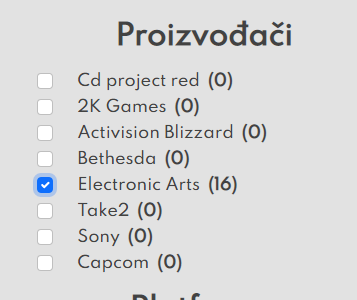 Proizvođači
Cd project red (0)
2K Games (0)
Activision Blizzard (0)
Bethesda (0)
Electronic Arts (16)
Take2 (0)
Sony (0)
Capcom (0)